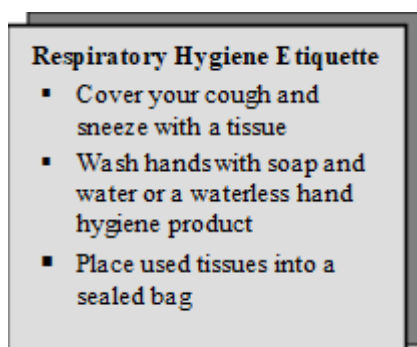 Respiratory Hygiene Etiquette
▪ Cover your cough and
sneeze with a tissue
▪ Wash hands with soap and
water or a waterless hand
hygiene product
▪ Place used tissues into a
sealed bag